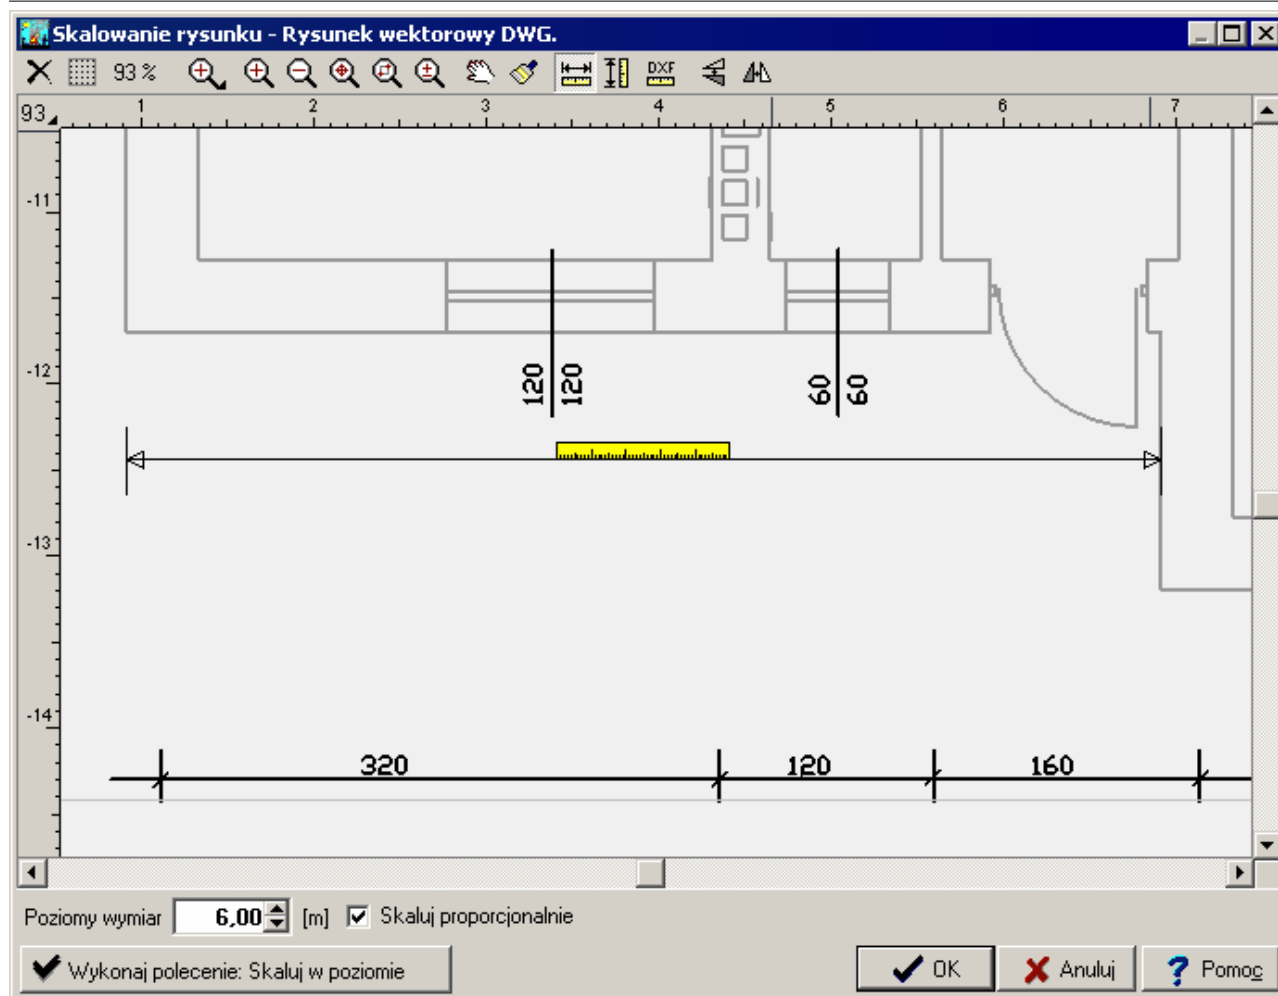 Skalowanie rysunku - Rysunek wektorowy DWG.
93 % DXF
93 1 2 3 4 5 6 7
-11
-12
120 120 60 60
-13
-14
320 120 160
Poziomy wymiar 6,00 [m] Skaluj proporcjonalnie
Wykonaj polecenie: Skaluj w poziomie OK Anuluj Pomoc